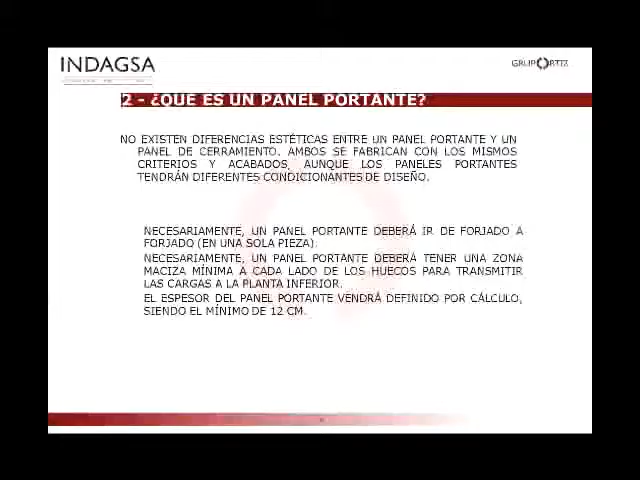 INDAGSA
GRUPO ORTIZ
2 - ¿QUE ES UN PANEL PORTANTE?
NO EXISTEN DIFERENCIAS ESTÉTICAS ENTRE UN PANEL PORTANTE Y UN
PANEL DE CERRAMIENTO. AMBOS SE FABRICAN CON LOS MISMOS
CRITERIOS Y ACABADOS, AUNQUE LOS PANELES PORTANTES
TENDRÁN DIFERENTES CONDICIONANTES DE DISEÑO.
NECESARIAMENTE, UN PANEL PORTANTE DEBERÁ IR DE FORJADO A
FORJADO (EN UNA SOLA PIEZA).
NECESARIAMENTE, UN PANEL PORTANTE DEBERÁ TENER UNA ZONA
MACIZA MÍNIMA A CADA LADO DE LOS HUECOS PARA TRANSMITIR
LAS CARGAS A LA PLANTA INFERIOR.
EL ESPESOR DEL PANEL PORTANTE VENDRÁ DEFINIDO POR CÁLCULO,
SIENDO EL MÍNIMO DE 12 CM.